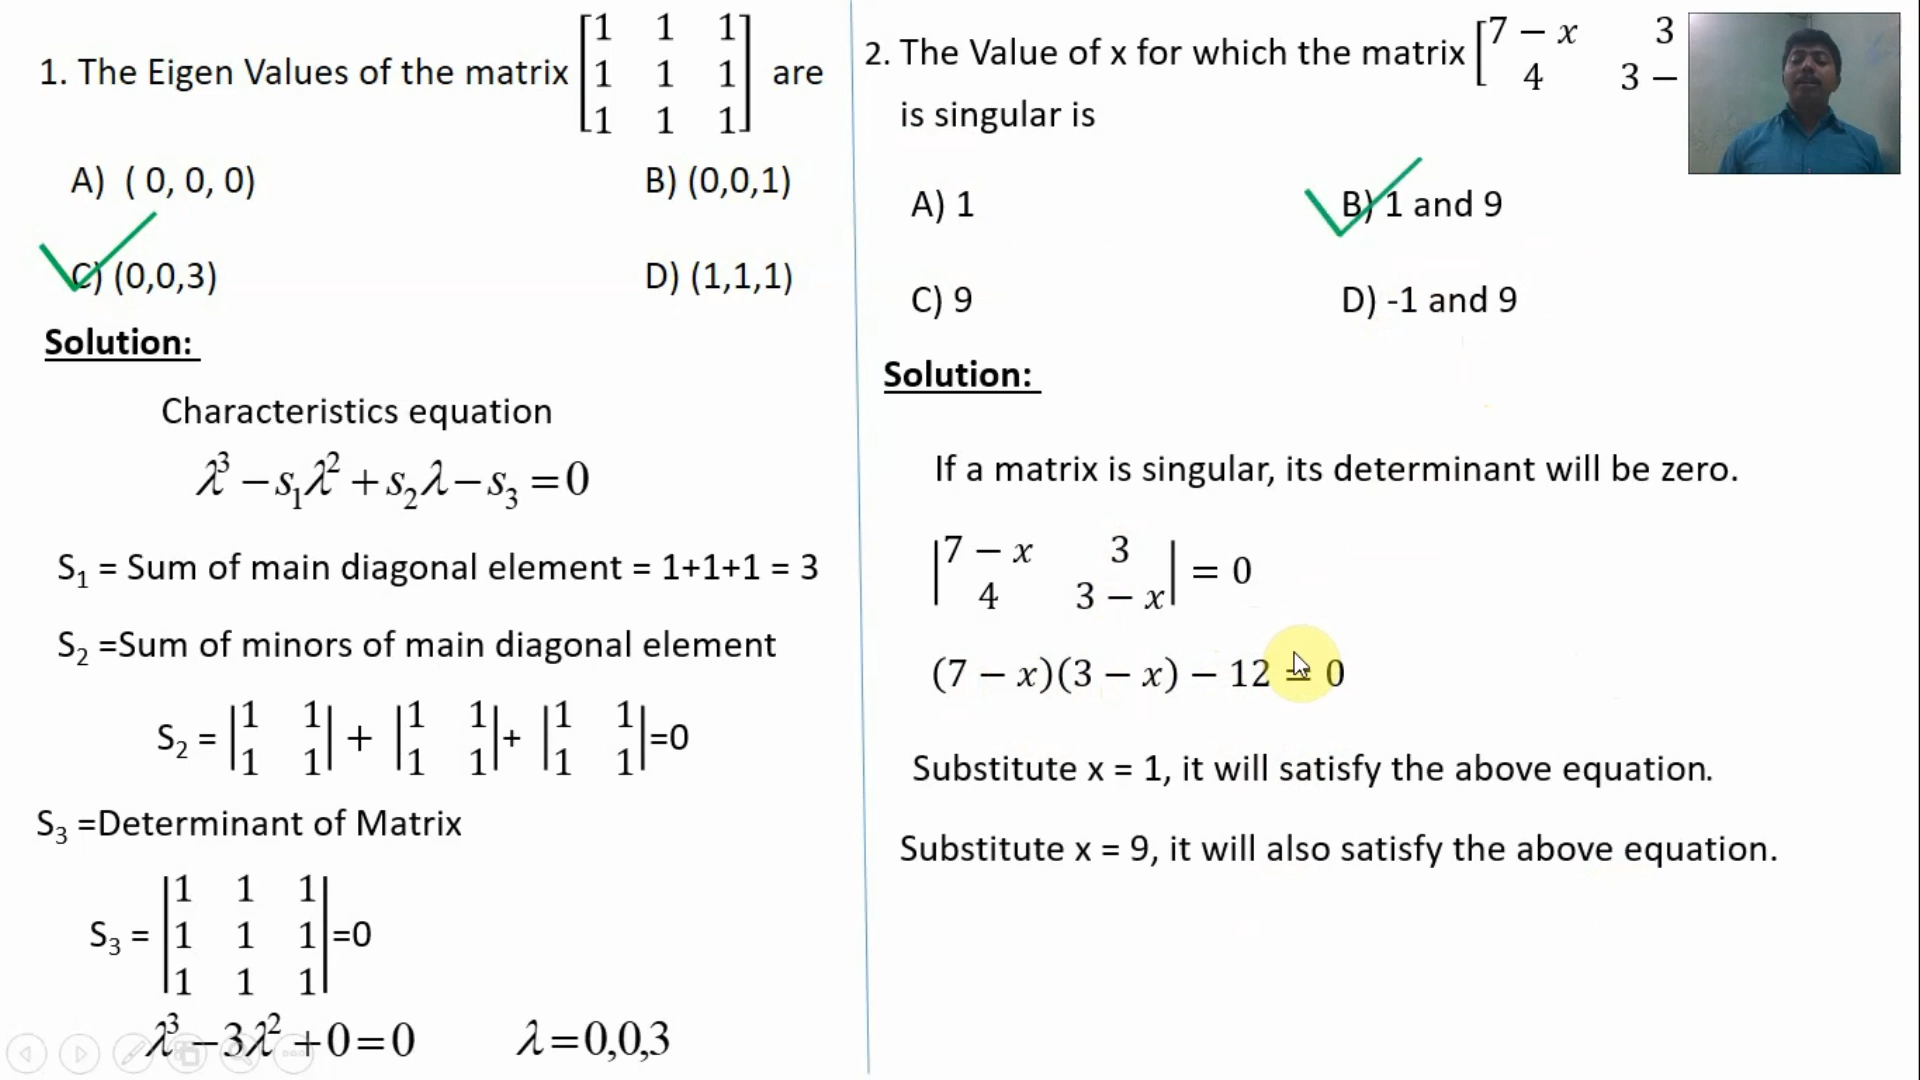 1. The Eigen Values of the matrix [1 1 1
1 1 1
1 1 1] are
A) ( 0, 0, 0) B) (0,0,1)
C) (0,0,3) D) (1,1,1)
Solution:
Characteristics equation
λ³ − s₁λ² + s₂λ − s₃ = 0
S₁ = Sum of main diagonal element = 1+1+1 = 3
S₂ =Sum of minors of main diagonal element
S₂ = |1 1
1 1| + |1 1
1 1|+ |1 1
1 1|=0
S₃ =Determinant of Matrix
S₃ = |1 1 1
1 1 1
1 1 1|=0
λ³ −3λ² +0=0 λ=0,0,3
2. The Value of x for which the matrix [7 − x 3
4 3 −
is singular is
A) 1 B) 1 and 9
C) 9 D) -1 and 9
Solution:
If a matrix is singular, its determinant will be zero.
|7 − x 3
4 3 − x| = 0
(7 − x)(3 − x) − 12 = 0
Substitute x = 1, it will satisfy the above equation.
Substitute x = 9, it will also satisfy the above equation.